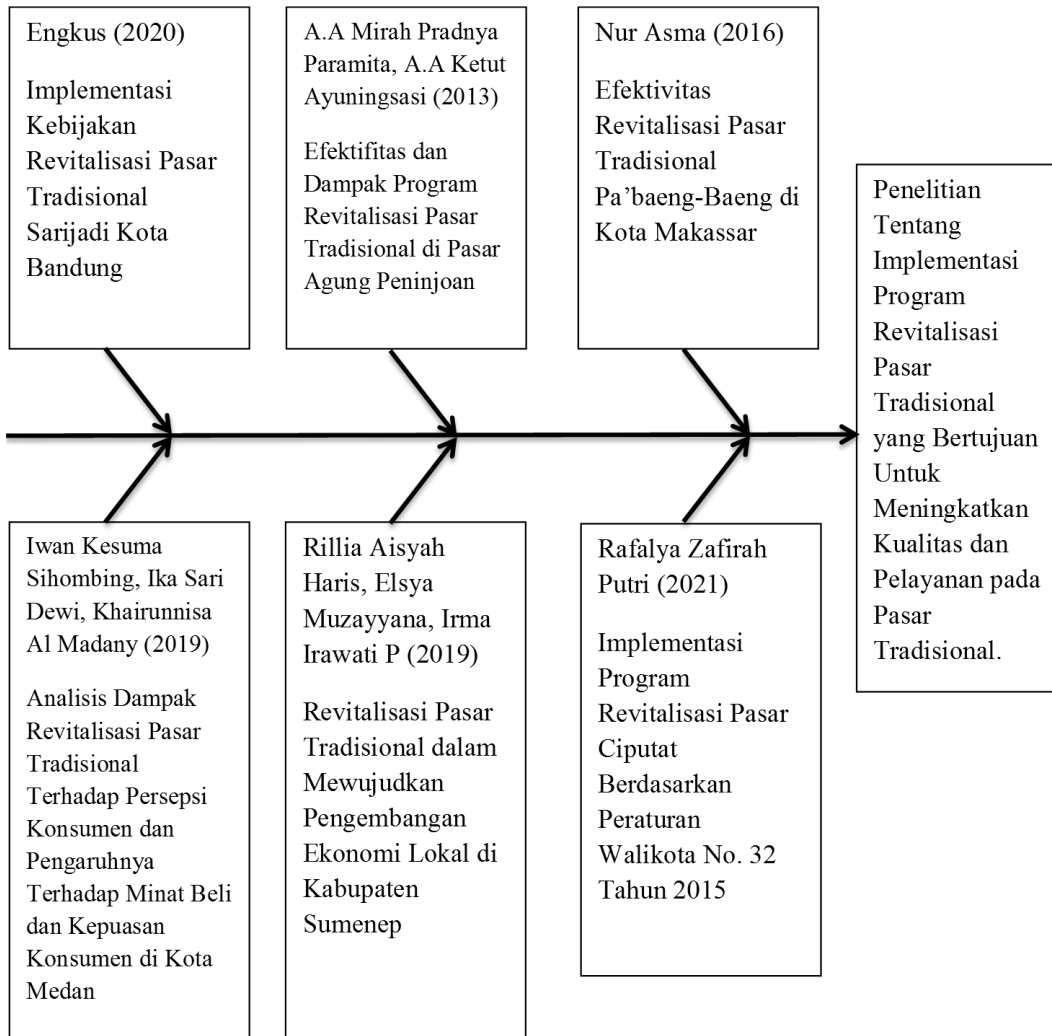 Engkus (2020)
Implementasi
Kebijakan
Revitalisasi Pasar
Tradisional
Sarijadi Kota
Bandung
A.A Mirah Pradnya
Paramita, A.A Ketut
Ayuningsasi (2013)
Efektifitas dan
Dampak Program
Revitalisasi Pasar
Tradisional di Pasar
Agung Peninjoan
Nur Asma (2016)
Efektivitas
Revitalisasi Pasar
Tradisional
Pa’baeng-Baeng di
Kota Makassar
Iwan Kesuma
Sihombing, Ika Sari
Dewi, Khairunnisa
Al Madany (2019)
Analisis Dampak
Revitalisasi Pasar
Tradisional
Terhadap Persepsi
Konsumen dan
Pengaruhnya
Terhadap Minat Beli
dan Kepuasan
Konsumen di Kota
Medan
Rillia Aisyah
Haris, Elsya
Muzayyana, Irma
Irawati P (2019)
Revitalisasi Pasar
Tradisional dalam
Mewujudkan
Pengembangan
Ekonomi Lokal di
Kabupaten
Sumenep
Rafalya Zafirah
Putri (2021)
Implementasi
Program
Revitalisasi Pasar
Ciputat
Berdasarkan
Peraturan
Walikota No. 32
Tahun 2015
Penelitian
Tentang
Implementasi
Program
Revitalisasi
Pasar
Tradisional
yang Bertujuan
Untuk
Meningkatkan
Kualitas dan
Pelayanan pada
Pasar
Tradisional.